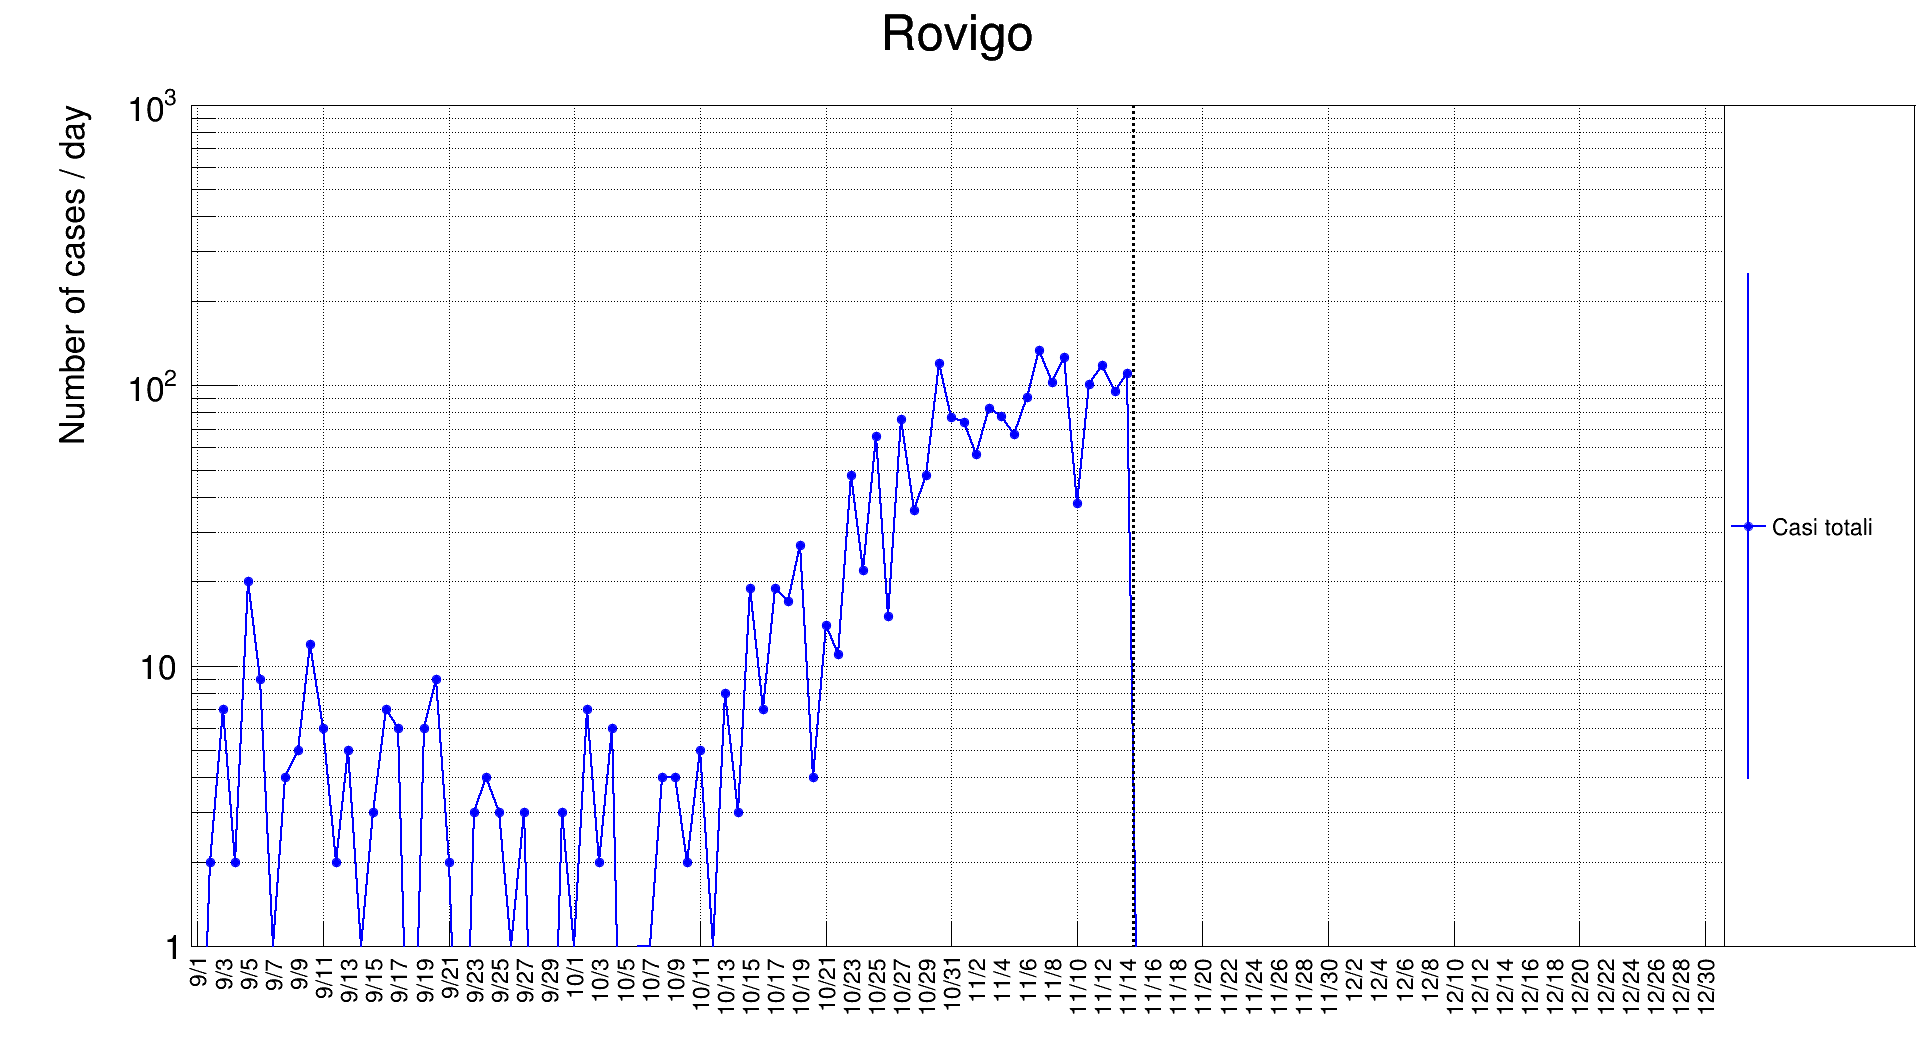 Rovigo
Number of cases / day
10³
10²
10
1
9/1 9/3 9/5 9/7 9/9 9/11 9/13 9/15 9/17 9/19 9/21 9/23 9/25 9/27 9/29 10/1 10/3 10/5 10/7 10/9 10/11 10/13 10/15 10/17 10/19 10/21 10/23 10/25 10/27 10/29 10/31 11/2 11/4 11/6 11/8 11/10 11/12 11/14 11/16 11/18 11/20 11/22 11/24 11/26 11/28 11/30 12/2 12/4 12/6 12/8 12/10 12/12 12/14 12/16 12/18 12/20 12/22 12/24 12/26 12/28 12/30
Casi totali